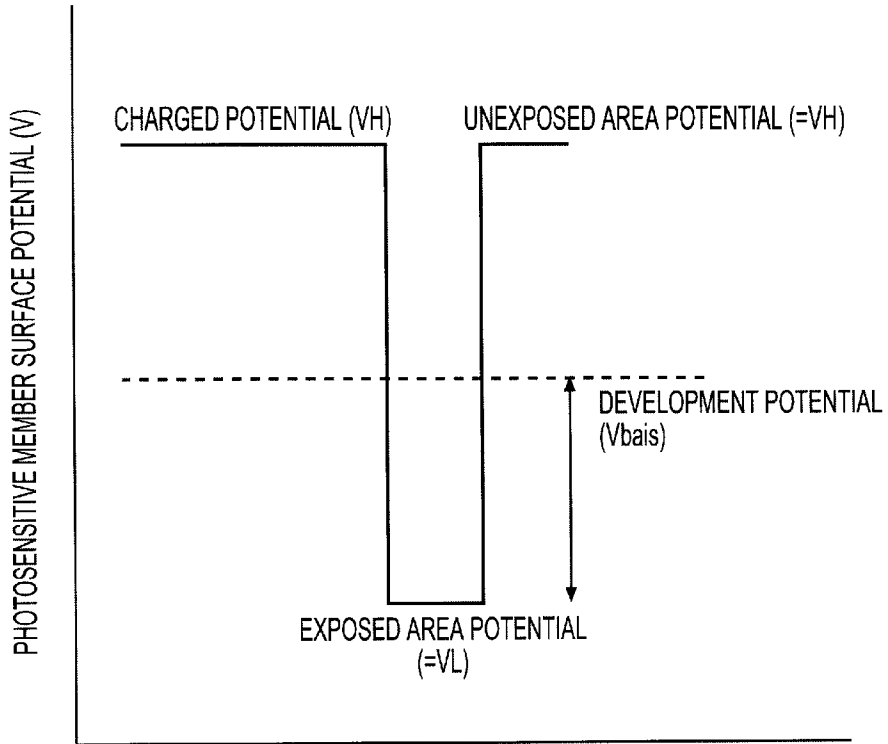 CHARGED POTENTIAL (VH)
UNEXPOSED AREA POTENTIAL (=VH)
PHOTOSENSITIVE MEMBER SURFACE POTENTIAL (V)
DEVELOPMENT POTENTIAL
(Vbais)
EXPOSED AREA POTENTIAL
(=VL)